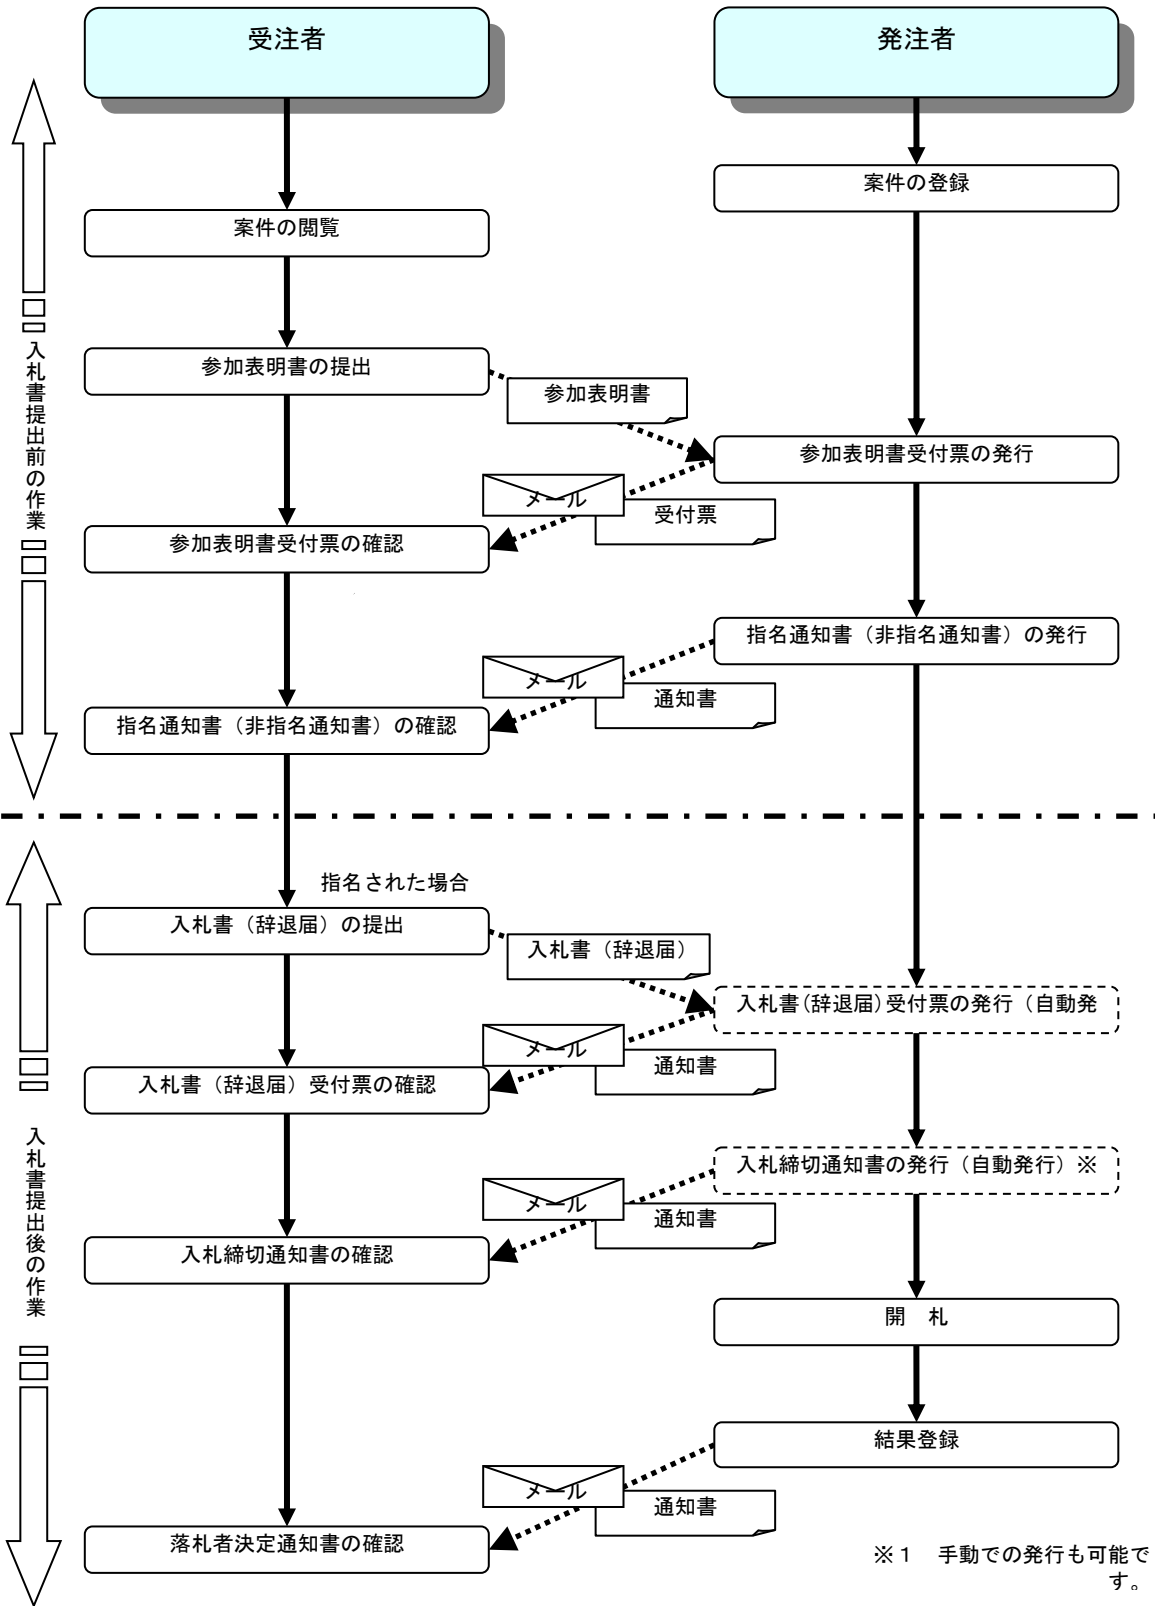 受注者
発注者
案件の登録
案件の閲覧
参加表明書の提出
参加表明書
参加表明書受付票の発行
メール
受付票
参加表明書受付票の確認
指名通知書（非指名通知書）の発行
メール
通知書
指名通知書（非指名通知書）の確認
入札書提出前の作業
指名された場合
入札書（辞退届）の提出
入札書（辞退届）
入札書(辞退届)受付票の発行（自動発
メール
通知書
入札書（辞退届）受付票の確認
入札締切通知書の発行（自動発行）※
メール
通知書
入札締切通知書の確認
開　札
結果登録
メール
通知書
落札者決定通知書の確認
入札書提出後の作業
※１　手動での発行も可能で
す。